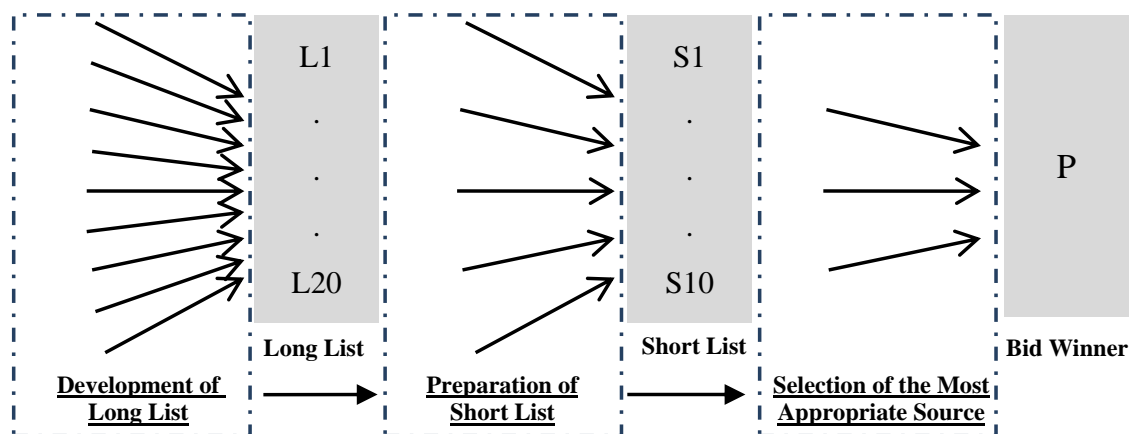 L1
.
.
.
L20
Long List
Development of
Long List
S1
.
.
.
S10
Short List
Preparation of
Short List
P
Bid Winner
Selection of the Most
Appropriate Source